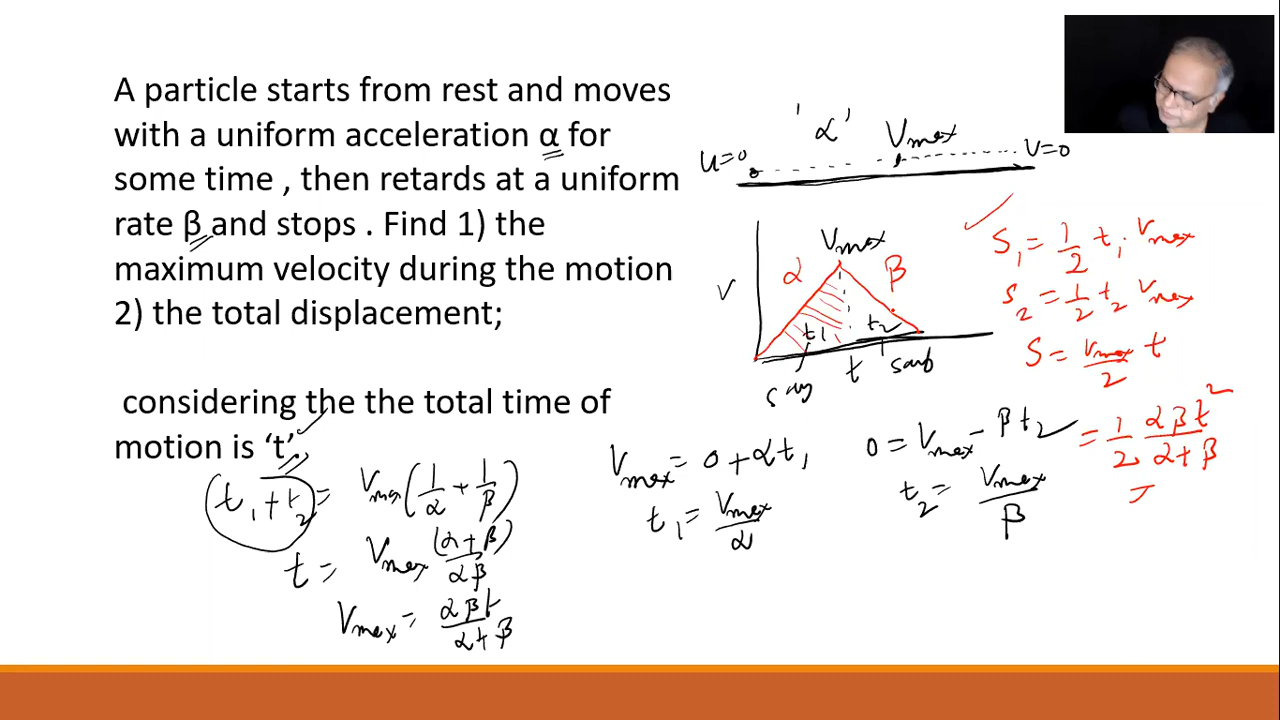 A particle starts from rest and moves
with a uniform acceleration α for
some time , then retards at a uniform
rate β and stops . Find 1) the
maximum velocity during the motion
2) the total displacement;
considering the the total time of
motion is ‘t’.
t₁ + t₂ = Vmax (1/α + 1/β)
t = Vmax (α+β)/αβ
Vmax = αβt/α+β
'α'
Vmax
u=0
v=0
Vmax
α
β
V
t₁
t₂
t
Vmax = 0 + αt₁
t₁ = Vmax/α
0 = Vmax - βt₂
t₂ = Vmax/β
S₁ = 1/2 t₁ . Vmax
S₂ = 1/2 t₂ Vmax
S = Vmax/2 t
= 1/2 αβt²/α+β